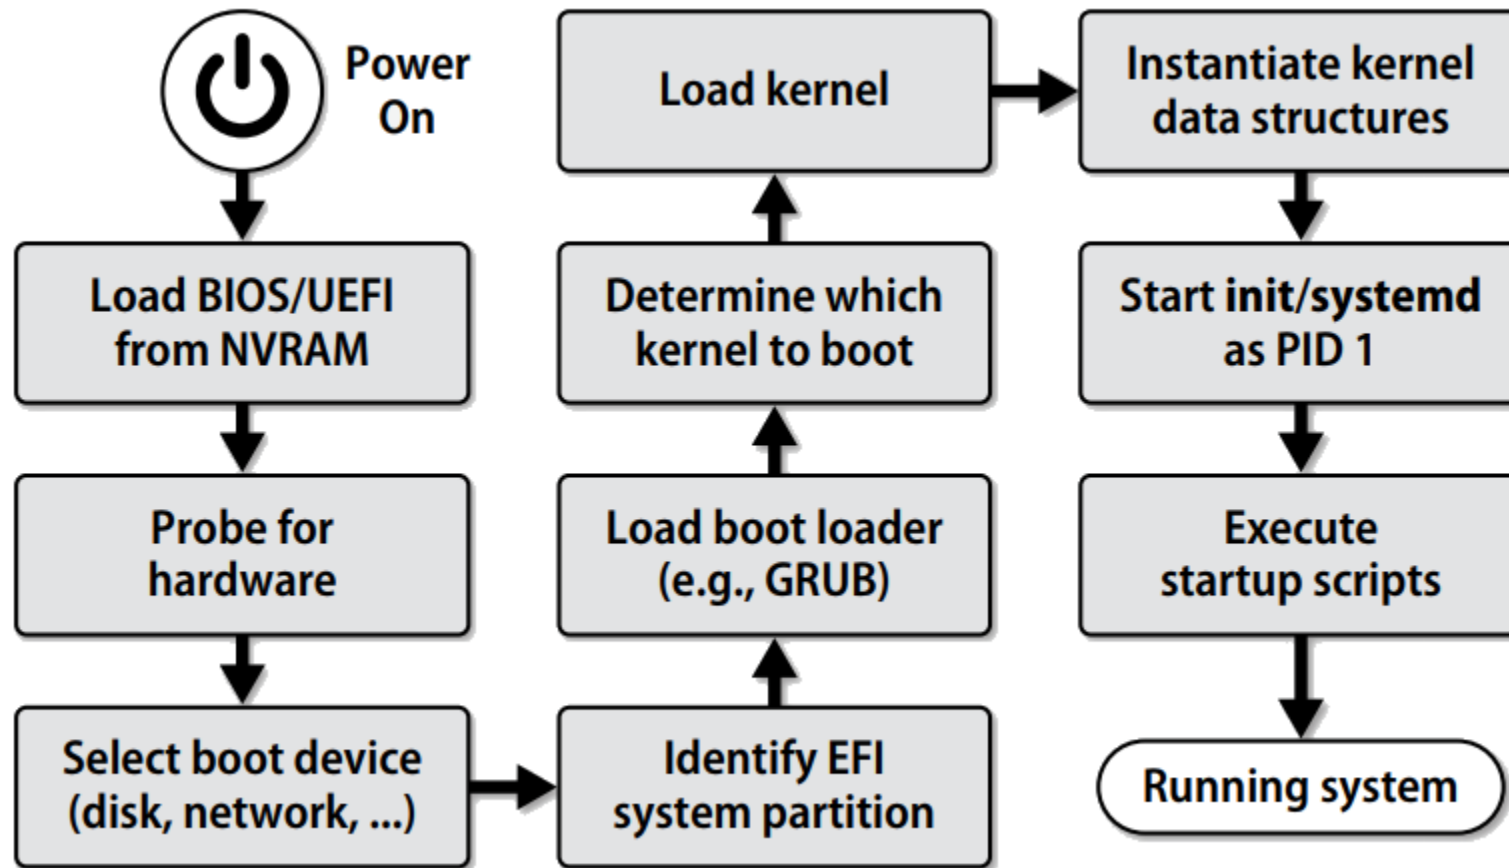 Power
On
Load BIOS/UEFI
from NVRAM
Probe for
hardware
Select boot device
(disk, network, ...)
Identify EFI
system partition
Load boot loader
(e.g., GRUB)
Determine which
kernel to boot
Load kernel
Instantiate kernel
data structures
Start init/systemd
as PID 1
Execute
startup scripts
Running system